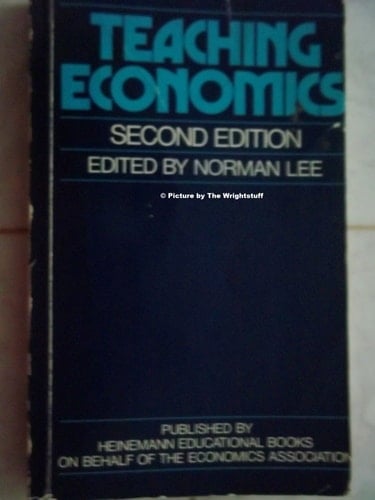 TEACHING
ECONOMICS
SECOND EDITION
EDITED BY NORMAN LEE
© Picture by The Wrightstuff
PUBLISHED BY
HEINEMANN EDUCATIONAL BOOKS
ON BEHALF OF THE ECONOMICS ASSOCIATION